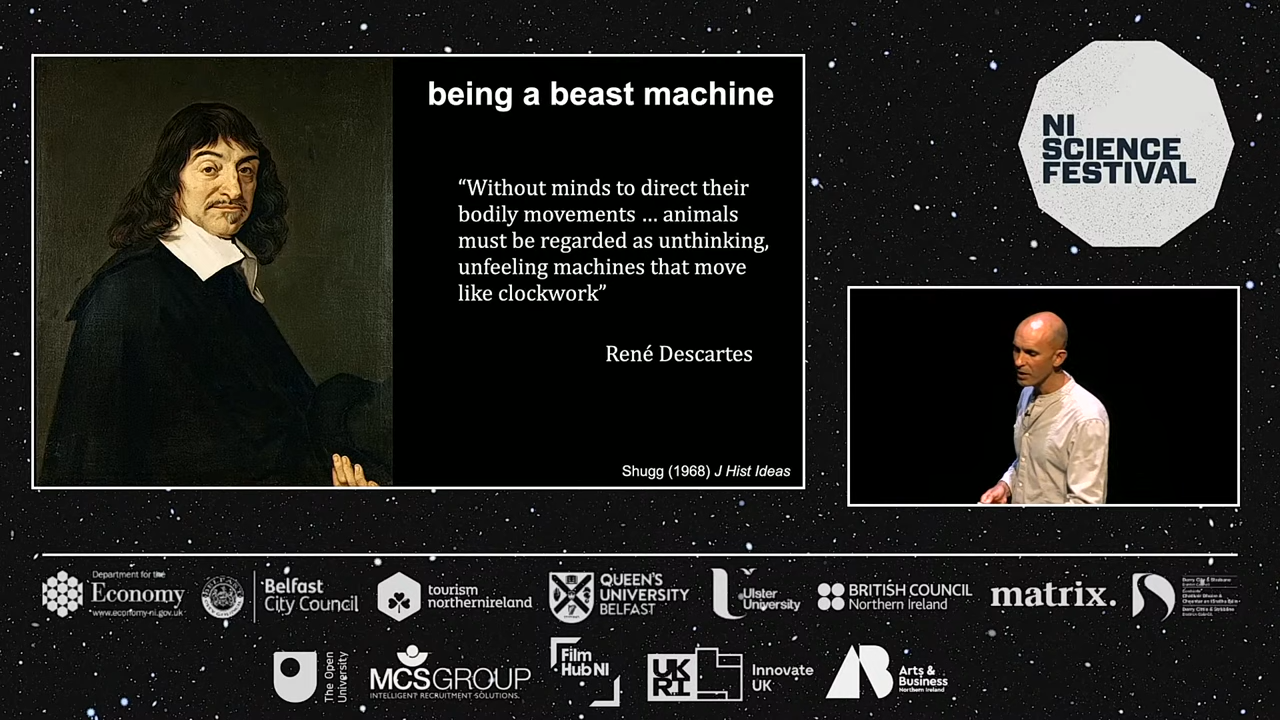 being a beast machine
“Without minds to direct their
bodily movements ... animals
must be regarded as unthinking,
unfeeling machines that move
like clockwork”
René Descartes
Shugg (1968) J Hist Ideas
NI
SCIENCE
FESTIVAL
Department for the
Economy
www.economy-ni.gov.uk
Belfast
City Council
tourism
northernireland
QUEEN'S
UNIVERSITY
BELFAST
Ulster
University
BRITISH COUNCIL
Northern Ireland
matrix.
The Open
University
MCSGROUP
INTELLIGENT RECRUITMENT SOLUTIONS.
Film
Hub NI
UK
RI
Innovate
UK
Arts &
Business
Northern Ireland